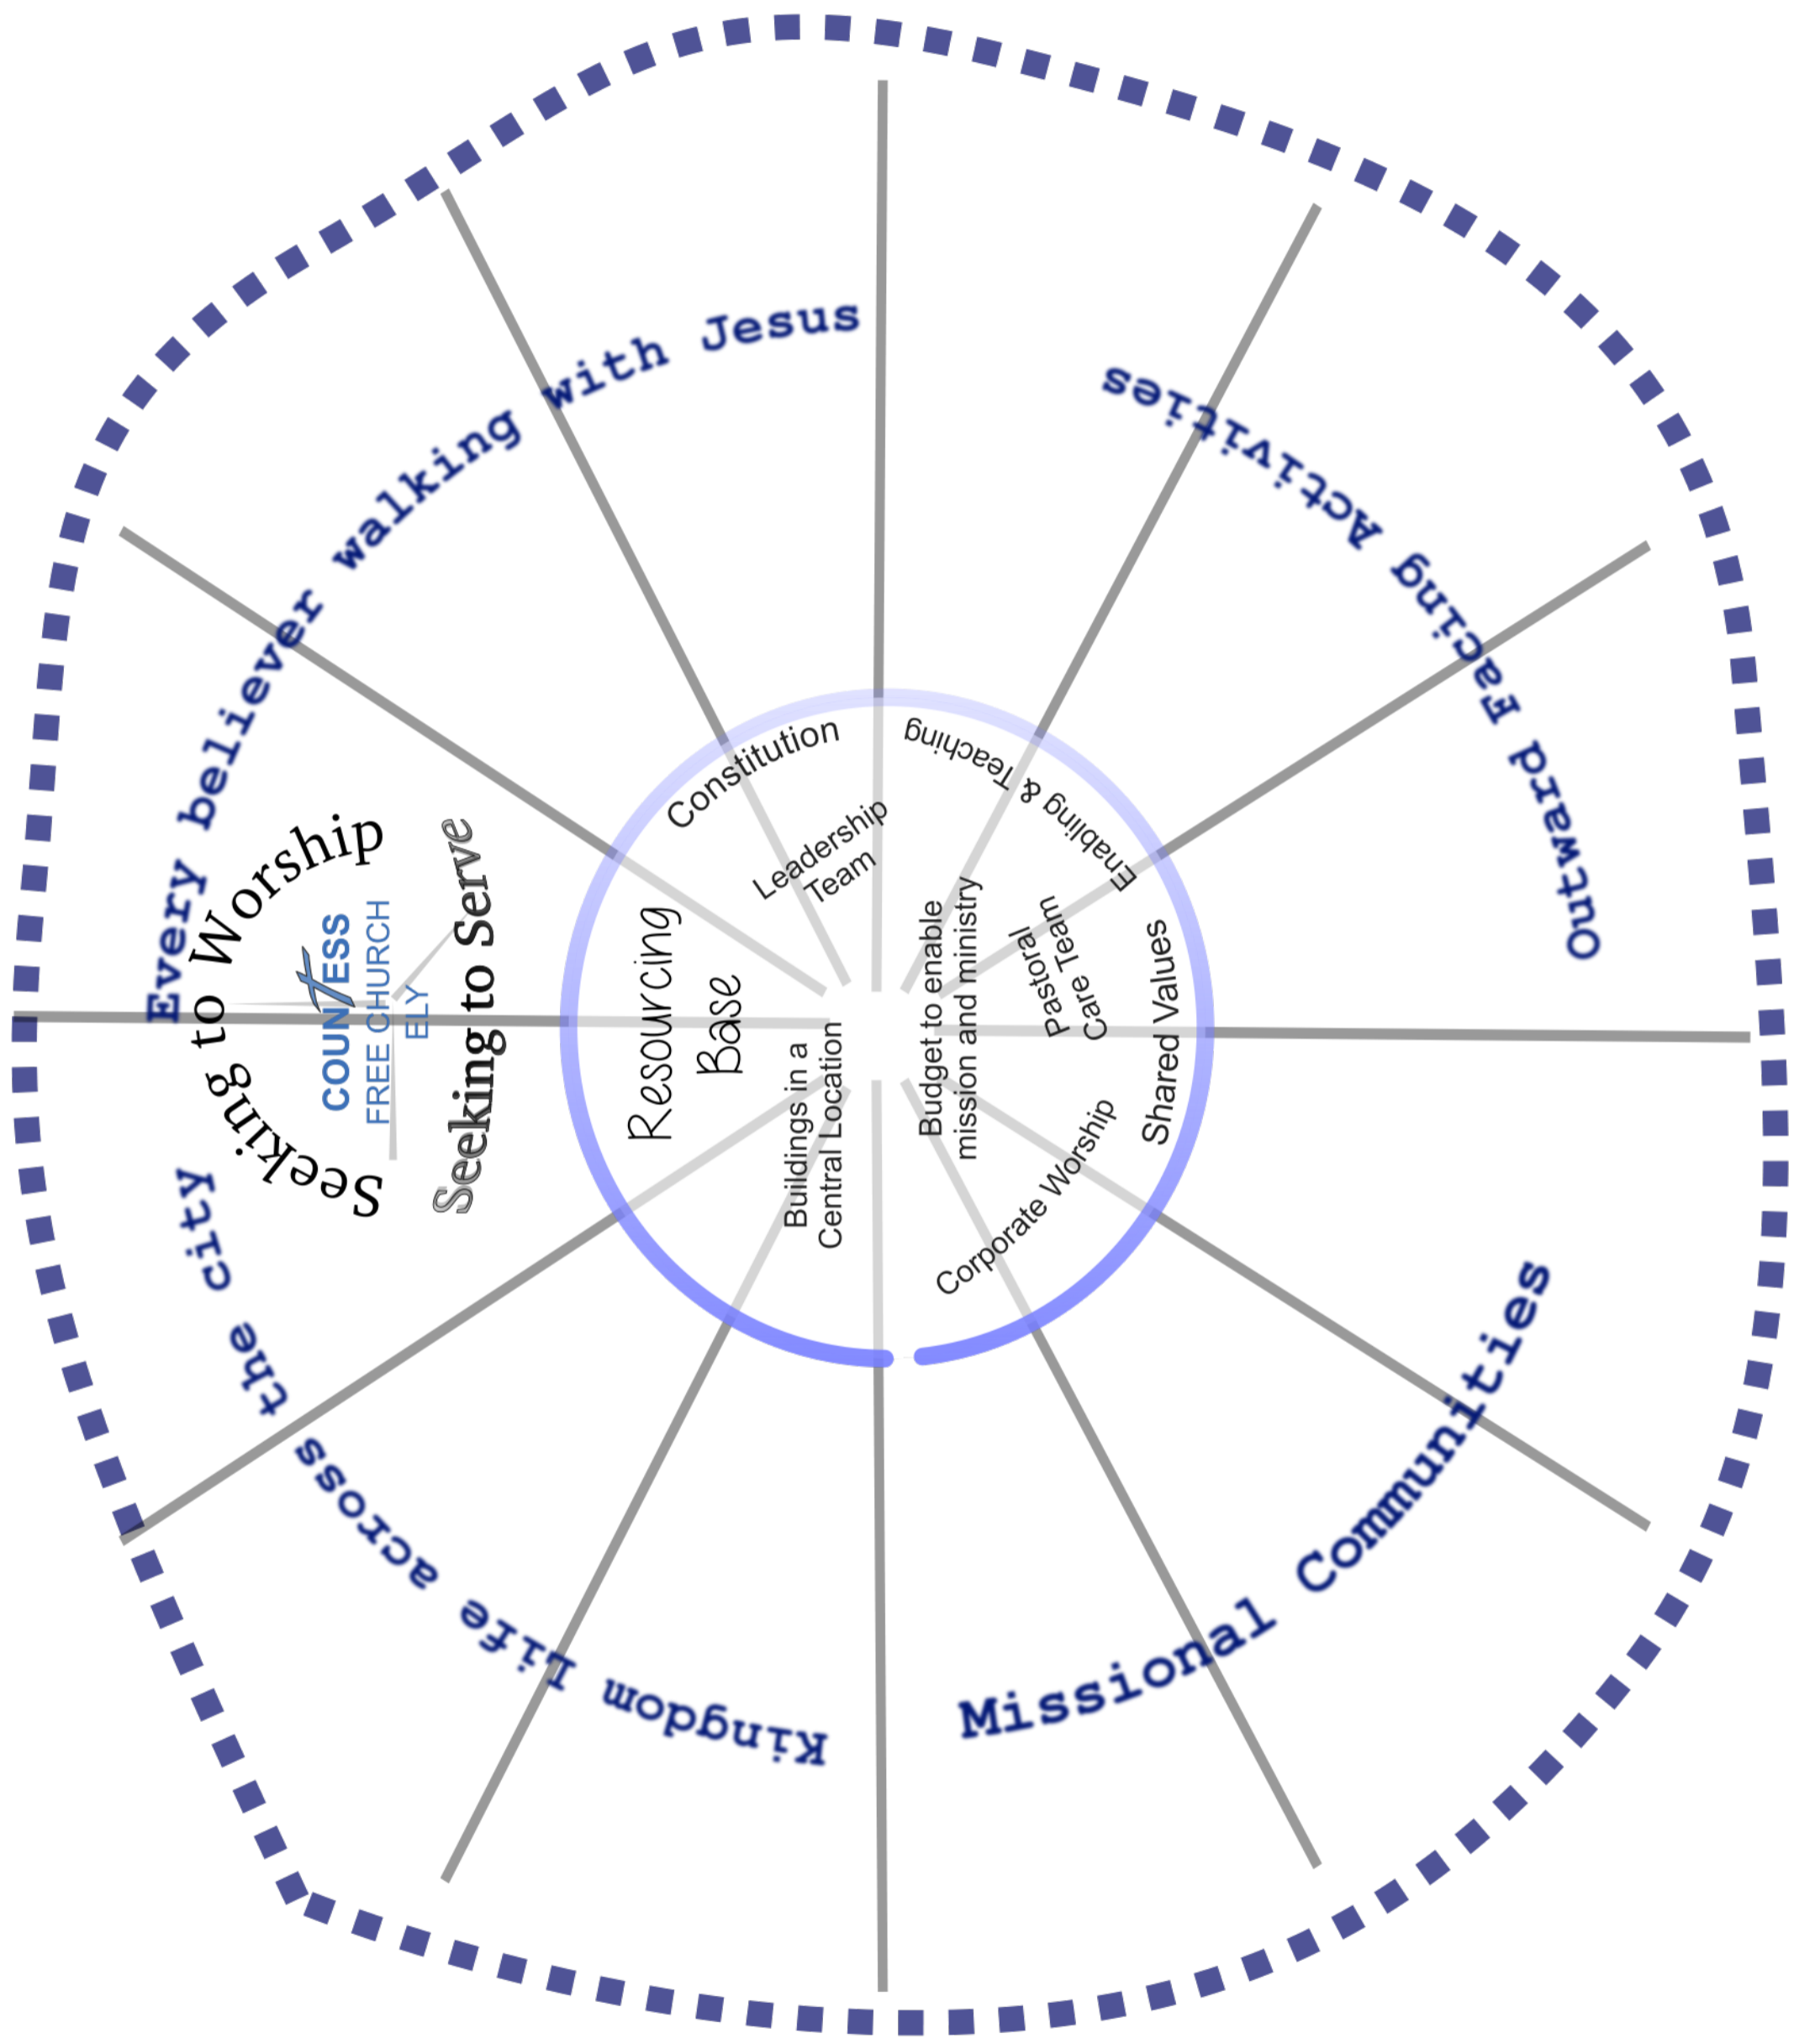 Every believer walking with Jesus
Kingdom life across the city
Seeking to Worship
COUNTESS
FREE CHURCH
ELY
Seeking to Serve
Resourcing
Base
Constitution
Leadership
Team
Buildings in a
Central Location
Budget to enable
mission and ministry
Enabling & Teaching
Pastoral
Care Team
Corporate Worship
Shared Values
Outward Facing Activities
Missional Communities